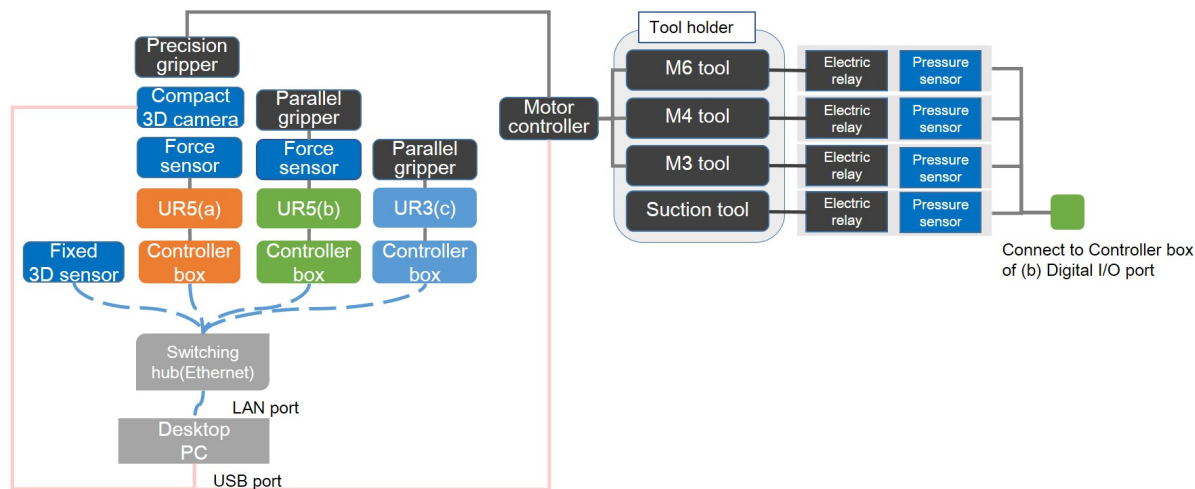 Precision
gripper
Compact
3D camera
Force
sensor
UR5(a)
Controller
box
Parallel
gripper
Force
sensor
UR5(b)
Controller
box
Parallel
gripper
UR3(c)
Controller
box
Fixed
3D sensor
Switching
hub(Ethernet)
LAN port
Desktop
PC
USB port
Motor
controller
Tool holder
M6 tool
Electric
relay
Pressure
sensor
M4 tool
Electric
relay
Pressure
sensor
M3 tool
Electric
relay
Pressure
sensor
Suction tool
Electric
relay
Pressure
sensor
Connect to Controller box
of (b) Digital I/O port